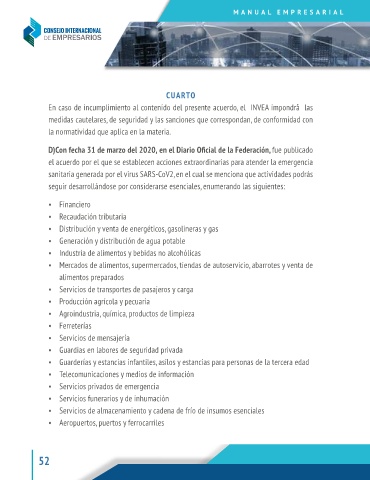 MANUAL EMPRESARIAL
CONSEJO INTERNACIONAL
DE EMPRESARIOS
CUARTO
En caso de incumplimiento al contenido del presente acuerdo, el INVEA impondrá las
medidas cautelares, de seguridad y las sanciones que correspondan, de conformidad con
la normatividad que aplica en la materia.
D)Con fecha 31 de marzo del 2020, en el Diario Oficial de la Federación, fue publicado
el acuerdo por el que se establecen acciones extraordinarias para atender la emergencia
sanitaria generada por el virus SARS-CoV2, en el cual se menciona que actividades podrás
seguir desarrollándose por considerarse esenciales, enumerando las siguientes:
• Financiero
• Recaudación tributaria
• Distribución y venta de energéticos, gasolineras y gas
• Generación y distribución de agua potable
• Industria de alimentos y bebidas no alcohólicas
• Mercados de alimentos, supermercados, tiendas de autoservicio, abarrotes y venta de
alimentos preparados
• Servicios de transportes de pasajeros y carga
• Producción agrícola y pecuaria
• Agroindustria, química, productos de limpieza
• Ferreterías
• Servicios de mensajería
• Guardias en labores de seguridad privada
• Guarderías y estancias infantiles, asilos y estancias para personas de la tercera edad
• Telecomunicaciones y medios de información
• Servicios privados de emergencia
• Servicios funerarios y de inhumación
• Servicios de almacenamiento y cadena de frío de insumos esenciales
• Aeropuertos, puertos y ferrocarriles
52